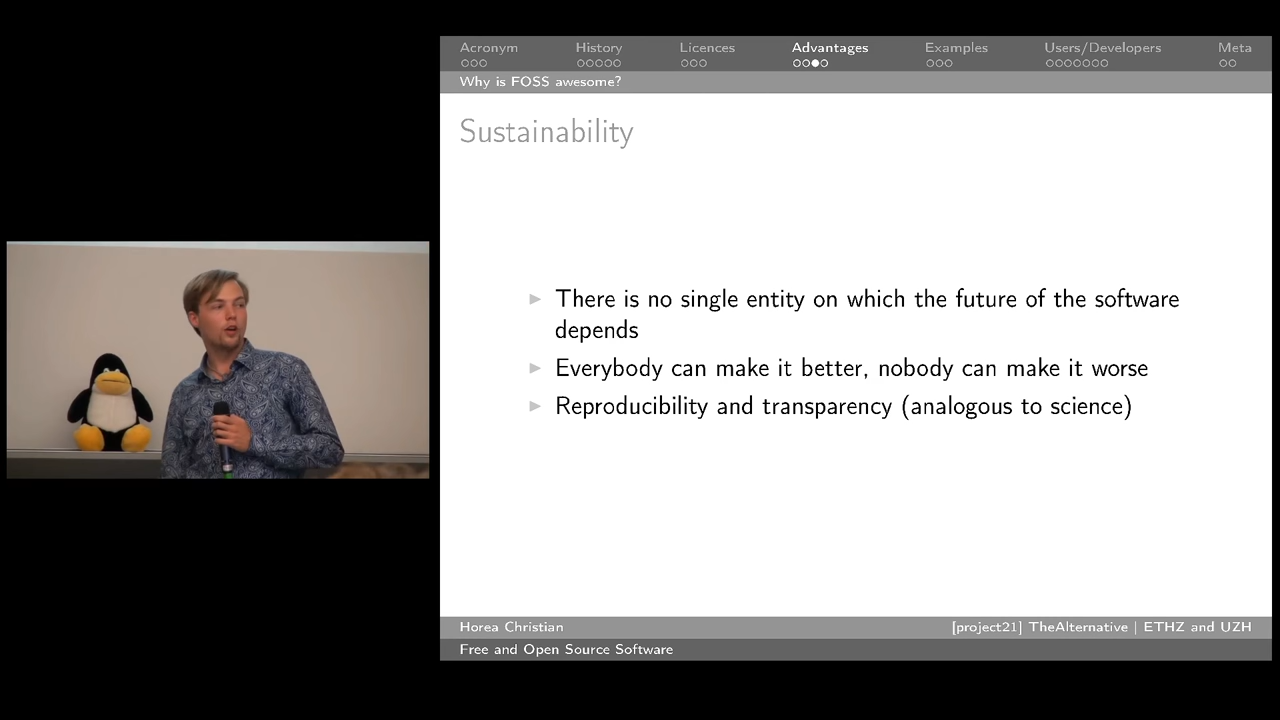 Acronym History Licences Advantages Examples Users/Developers Meta
Why is FOSS awesome?
Sustainability
There is no single entity on which the future of the software
depends
Everybody can make it better, nobody can make it worse
Reproducibility and transparency (analogous to science)
Horea Christian [project21] TheAlternative | ETHZ and UZH
Free and Open Source Software